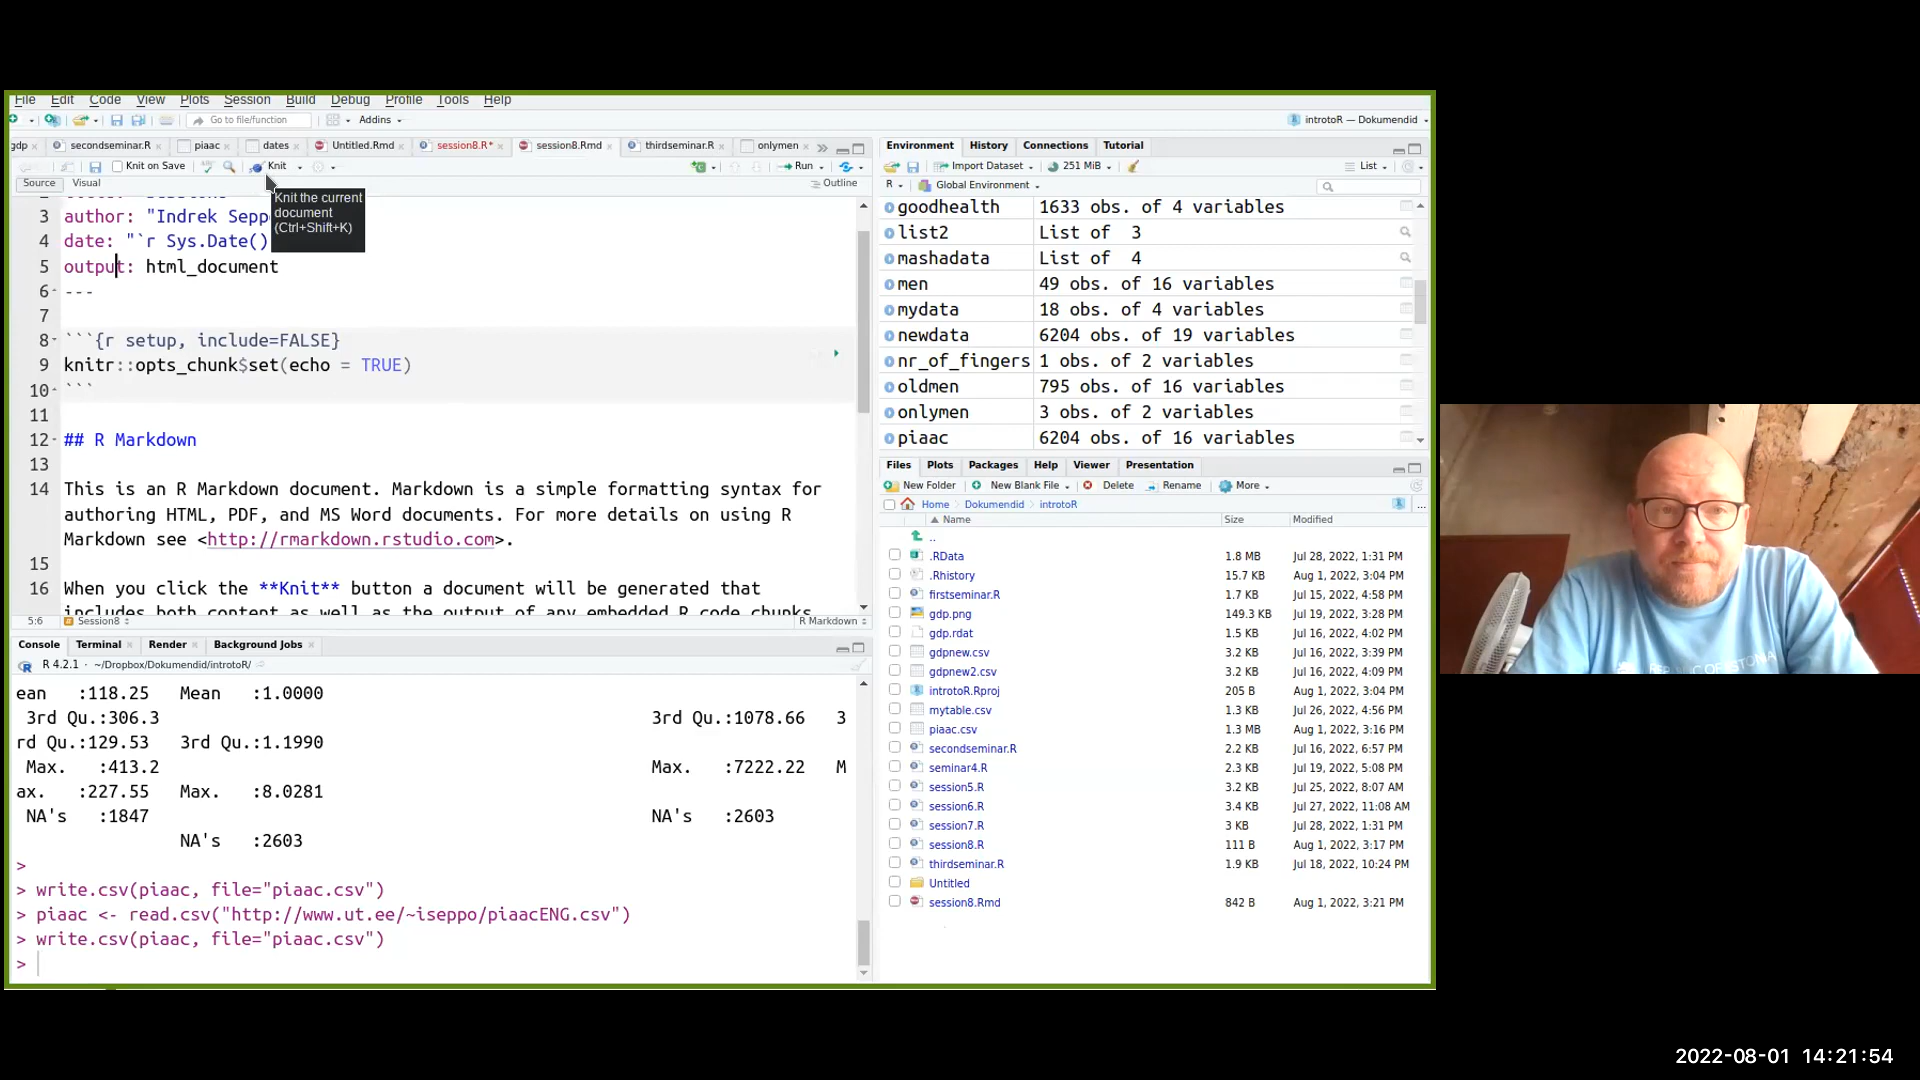 File Edit Code View Plots Session Build Debug Profile Tools Help
Go to file/function Addins introtoR — Dokumendid
gdp secondseminar.R piaac dates Untitled.Rmd session8.R* session8.Rmd thirdseminar.R onlymen
Knit on Save Knit Run
Source Visual Outline
Knit the current
document
(Ctrl+Shift+K)
3 author: "Indrek Sepp
4 date: "`r Sys.Date()
5 output: html_document
6 ---
7
8 ```{r setup, include=FALSE}
9 knitr::opts_chunk$set(echo = TRUE)
10 ```
11
12 ## R Markdown
13
14 This is an R Markdown document. Markdown is a simple formatting syntax for
authoring HTML, PDF, and MS Word documents. For more details on using R
Markdown see <http://rmarkdown.rstudio.com>.
15
16 When you click the **Knit** button a document will be generated that
includes both content as well as the output of any embedded R code chunks
5:6 Session8 R Markdown
Console Terminal Render Background Jobs
R 4.2.1 · ~/Dropbox/Dokumendid/introtoR/
ean :118.25 Mean :1.0000
3rd Qu.:306.3 3rd Qu.:1078.66 3
rd Qu.:129.53 3rd Qu.:1.1990
Max. :413.2 Max. :7222.22 M
ax. :227.55 Max. :8.0281
NA's :1847 NA's :2603
NA's :2603
>
> write.csv(piaac, file="piaac.csv")
> piaac <- read.csv("http://www.ut.ee/~iseppo/piaacENG.csv")
> write.csv(piaac, file="piaac.csv")
>
Environment History Connections Tutorial
Import Dataset 251 MiB List
R Global Environment
goodhealth 1633 obs. of 4 variables
list2 List of 3
mashadata List of 4
men 49 obs. of 16 variables
mydata 18 obs. of 4 variables
newdata 6204 obs. of 19 variables
nr_of_fingers 1 obs. of 2 variables
oldmen 795 obs. of 16 variables
onlymen 3 obs. of 2 variables
piaac 6204 obs. of 16 variables
Files Plots Packages Help Viewer Presentation
New Folder New Blank File Delete Rename More
Home Dokumendid introtoR ...
Name Size Modified
..
.RData 1.8 MB Jul 28, 2022, 1:31 PM
.Rhistory 15.7 KB Aug 1, 2022, 3:04 PM
firstseminar.R 1.7 KB Jul 15, 2022, 4:58 PM
gdp.png 149.3 KB Jul 19, 2022, 3:28 PM
gdp.rdat 1.5 KB Jul 16, 2022, 4:02 PM
gdpnew.csv 3.2 KB Jul 16, 2022, 3:39 PM
gdpnew2.csv 3.2 KB Jul 16, 2022, 4:09 PM
introtoR.Rproj 205 B Aug 1, 2022, 3:04 PM
mytable.csv 1.3 KB Jul 26, 2022, 4:56 PM
piaac.csv 1.3 MB Aug 1, 2022, 3:16 PM
secondseminar.R 2.2 KB Jul 16, 2022, 6:57 PM
seminar4.R 2.3 KB Jul 19, 2022, 5:08 PM
session5.R 3.2 KB Jul 25, 2022, 8:07 AM
session6.R 3.4 KB Jul 27, 2022, 11:08 AM
session7.R 3 KB Jul 28, 2022, 1:31 PM
session8.R 111 B Aug 1, 2022, 3:17 PM
thirdseminar.R 1.9 KB Jul 18, 2022, 10:24 PM
Untitled
session8.Rmd 842 B Aug 1, 2022, 3:21 PM
REPUBLIC OF ESTONIA
2022-08-01 14:21:54